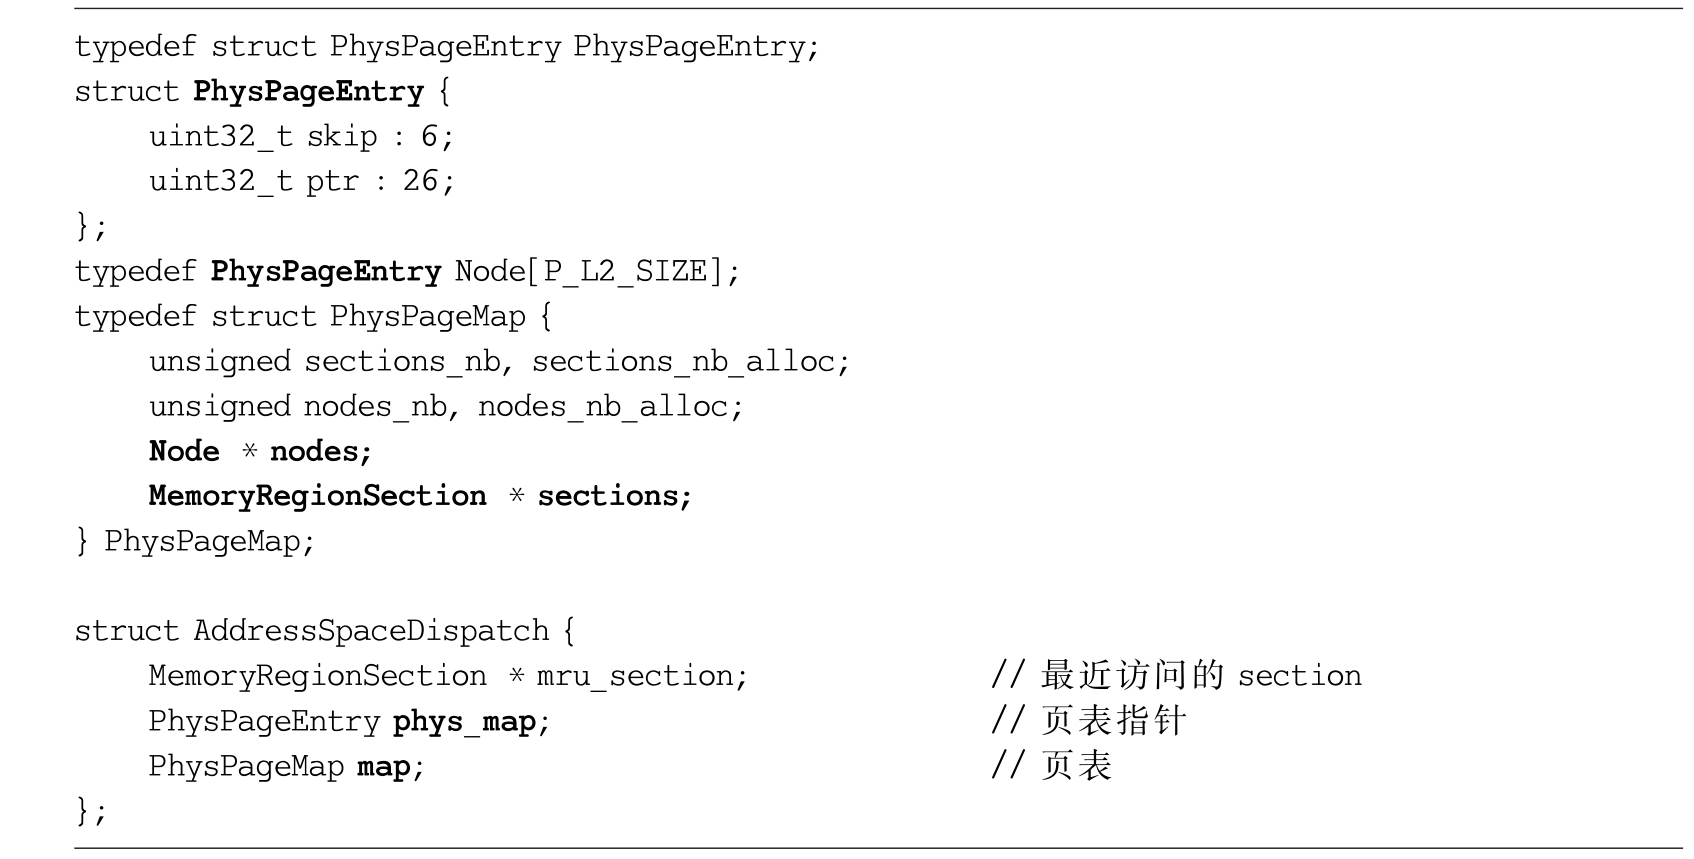 typedef struct PhysPageEntry PhysPageEntry;
struct PhysPageEntry {
uint32_t skip : 6;
uint32_t ptr : 26;
};
typedef PhysPageEntry Node[P_L2_SIZE];
typedef struct PhysPageMap {
unsigned sections_nb, sections_nb_alloc;
unsigned nodes_nb, nodes_nb_alloc;
Node * nodes;
MemoryRegionSection * sections;
} PhysPageMap;
struct AddressSpaceDispatch {
MemoryRegionSection * mru_section; // 最近访问的 section
PhysPageEntry phys_map; // 页表指针
PhysPageMap map; // 页表
};